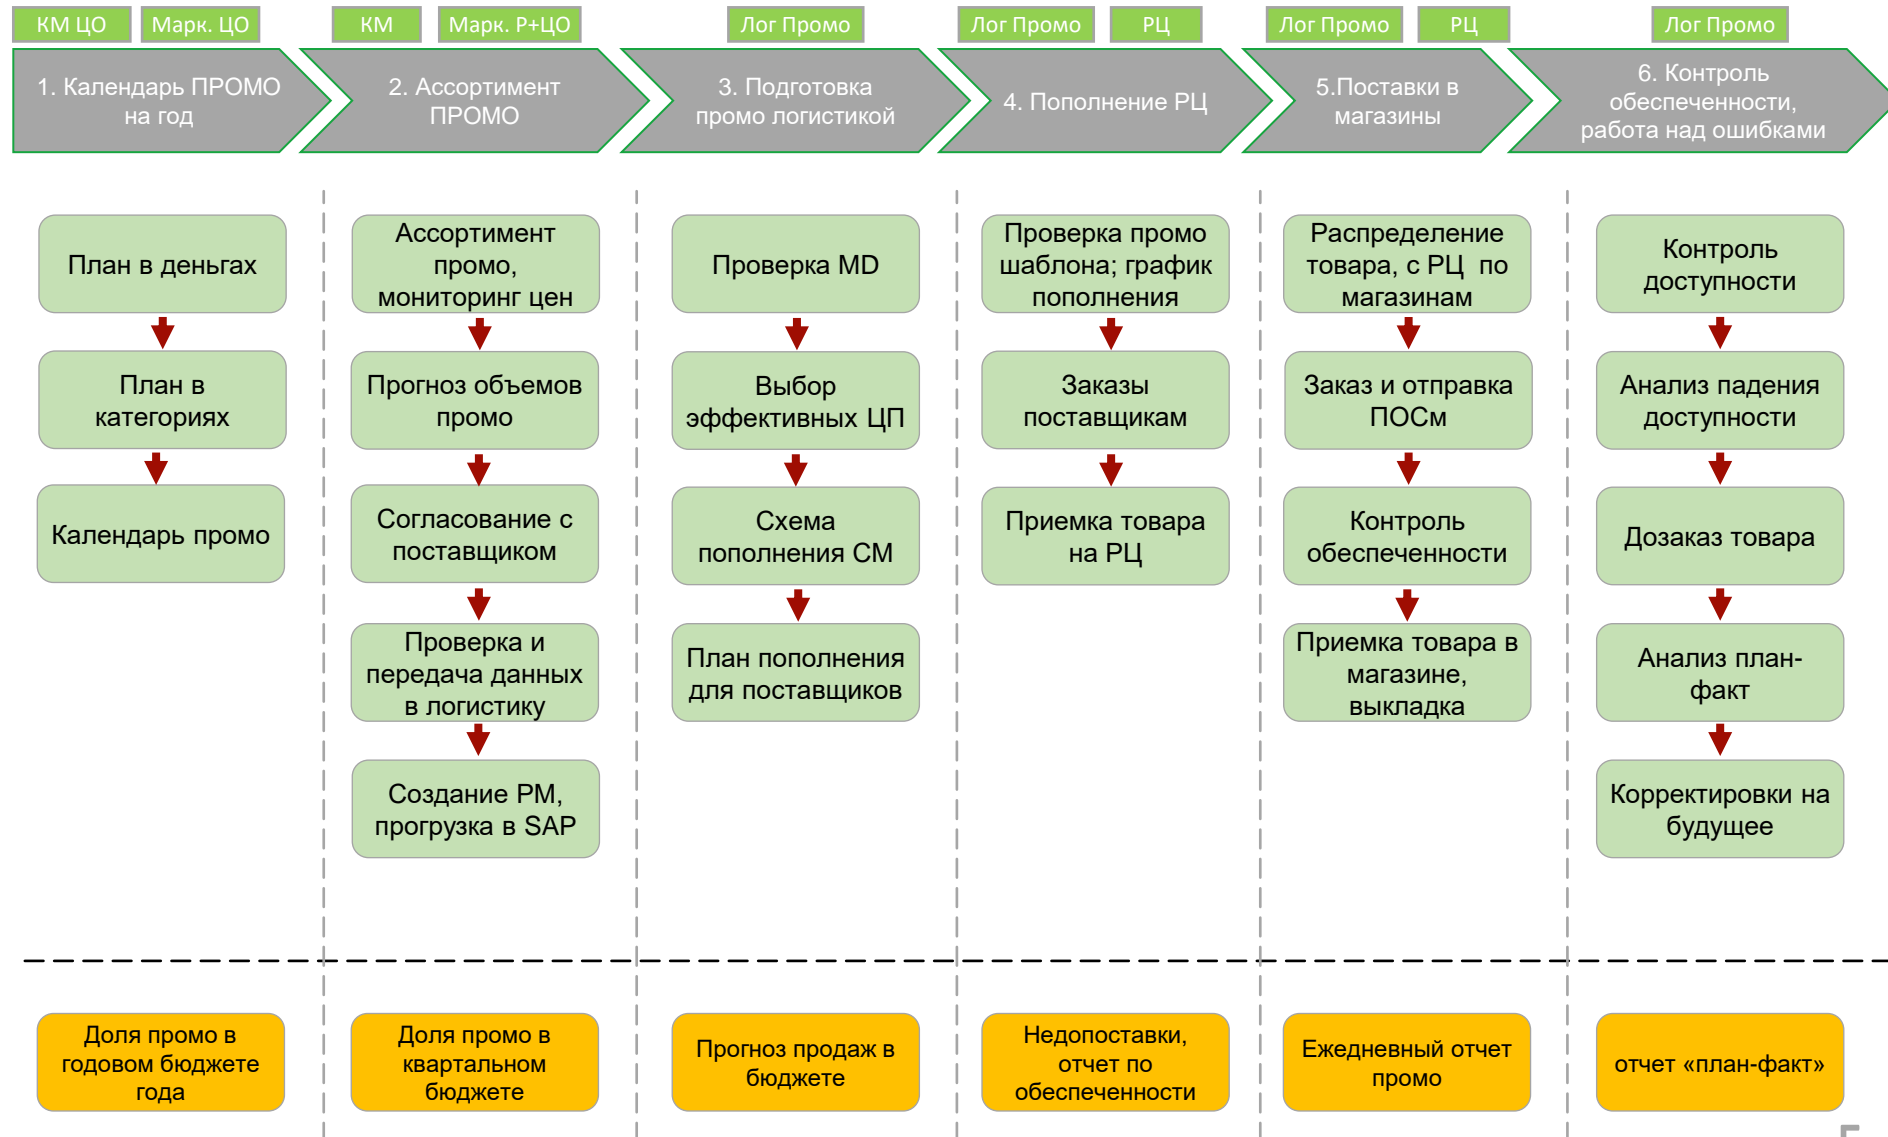 КМ ЦО
Марк. ЦО
КМ
Марк. Р+ЦО
Лог Промо
Лог Промо
РЦ
Лог Промо
РЦ
Лог Промо
1. Календарь ПРОМО
на год
2. Ассортимент
ПРОМО
3. Подготовка
промо логистикой
4. Пополнение РЦ
5.Поставки в
магазины
6. Контроль
обеспеченности,
работа над ошибками
План в деньгах
План в
категориях
Календарь промо
Ассортимент
промо,
мониторинг цен
Прогноз объемов
промо
Согласование с
поставщиком
Проверка и
передача данных
в логистику
Создание РМ,
прогрузка в SAP
Проверка MD
Выбор
эффективных ЦП
Схема
пополнения СМ
План пополнения
для поставщиков
Проверка промо
шаблона; график
пополнения
Заказы
поставщикам
Приемка товара
на РЦ
Распределение
товара, с РЦ по
магазинам
Заказ и отправка
ПОСм
Контроль
обеспеченности
Приемка товара в
магазине,
выкладка
Контроль
доступности
Анализ падения
доступности
Дозаказ товара
Анализ план-
факт
Корректировки на
будущее
Доля промо в
годовом бюджете
года
Доля промо в
квартальном
бюджете
Прогноз продаж в
бюджете
Недопоставки,
отчет по
обеспеченности
Ежедневный отчет
промо
отчет «план-факт»